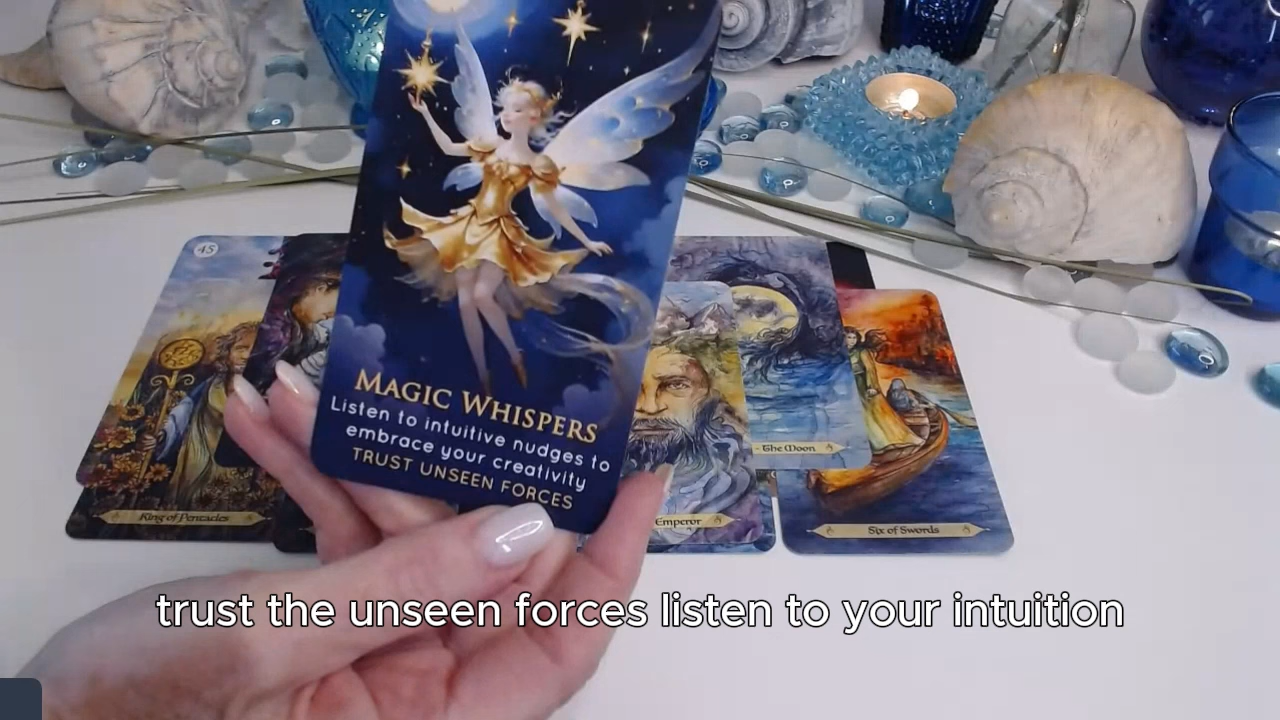 45
MAGIC WHISPERS
Listen to intuitive nudges to
embrace your creativity
TRUST UNSEEN FORCES
- The Moon
King of Pentacles
Emperor
Six of Swords
trust the unseen forces listen to your intuition